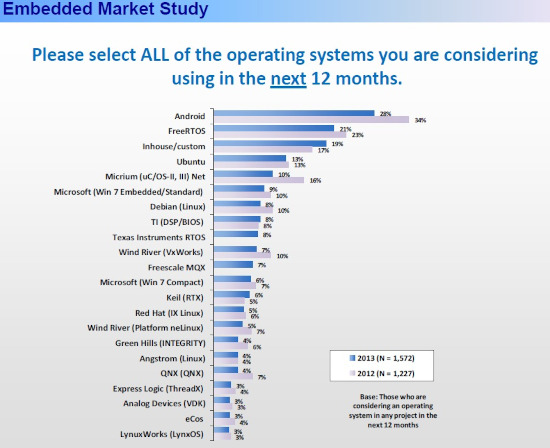 Embedded Market Study
Please select ALL of the operating systems you are considering
using in the next 12 months.
Android 28% 34%
FreeRTOS 21% 23%
Inhouse/custom 19% 17%
Ubuntu 13% 13%
Micrium (uC/OS-II, III) Net 10% 16%
Microsoft (Win 7 Embedded/Standard) 9% 10%
Debian (Linux) 8% 10%
TI (DSP/BIOS) 8% 8%
Texas Instruments RTOS 8%
Wind River (VxWorks) 7% 10%
Freescale MQX 7%
Microsoft (Win 7 Compact) 6% 7%
Keil (RTX) 6% 5%
Red Hat (IX Linux) 5% 6%
Wind River (Platform neLinux) 5% 7%
Green Hills (INTEGRITY) 4% 6%
Angstrom (Linux) 4% 4%
QNX (QNX) 4% 7%
Express Logic (ThreadX) 3% 4%
Analog Devices (VDK) 3% 3%
eCos 3% 4%
LynuxWorks (LynxOS) 3% 3%
2013 (N = 1,572)
2012 (N = 1,227)
Base: Those who are
considering an operating
system in any project in the
next 12 months